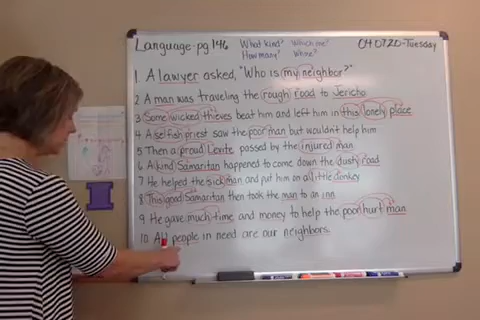 Language - pg 146 What kind? Which one? 040720-Tuesday
How many? Whose?
1. A lawyer asked, "Who is my neighbor?"
2 A man was traveling the rough road to Jericho
3. Some wicked thieves beat him and left him in this lonely place
4 A selfish priest saw the poor man but wouldn't help him
5 Then a proud Levite passed by the injured man
6 A kind Samaritan happened to come down the dusty road
7 He helped the sick man and put him on a little donkey
8 This good Samaritan then took the man to an inn
9 He gave much time and money to help the poor hurt man
10 All people in need are our neighbors.